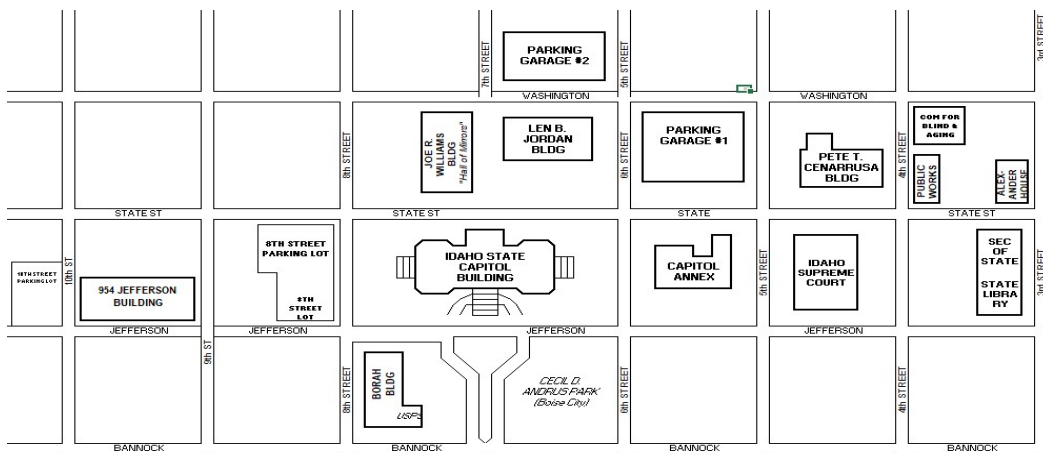 7th STREET
PARKING
GARAGE #2
5th STREET
3rd STREET
WASHINGTON
WASHINGTON
8th STREET
JOE R.
WILLIAMS
BLDG
"Hall of Mirrors"
LEN B.
JORDAN
BLDG
6th STREET
PARKING
GARAGE #1
PETE T.
CENARRUSA
BLDG
4th STREET
COM FOR
BLIND &
AGING
PUBLIC
WORKS
ALEX-
ANDER
HOUSE
STATE ST
STATE ST
STATE
STATE ST
10TH STREET
PARKING LOT
10th ST
954 JEFFERSON
BUILDING
8TH STREET
PARKING LOT
8TH
STREET
LOT
IDAHO STATE
CAPITOL
BUILDING
CAPITOL
ANNEX
5th STREET
IDAHO
SUPREME
COURT
SEC
OF
STATE
STATE
LIBRA
RY
3rd STREET
JEFFERSON
JEFFERSON
JEFFERSON
JEFFERSON
9th ST
8th STREET
BORAH
BLDG
USPS
CECIL D.
ANDRUS PARK
(Boise City)
6th STREET
4th STREET
BANNOCK
BANNOCK
BANNOCK
BANNOCK